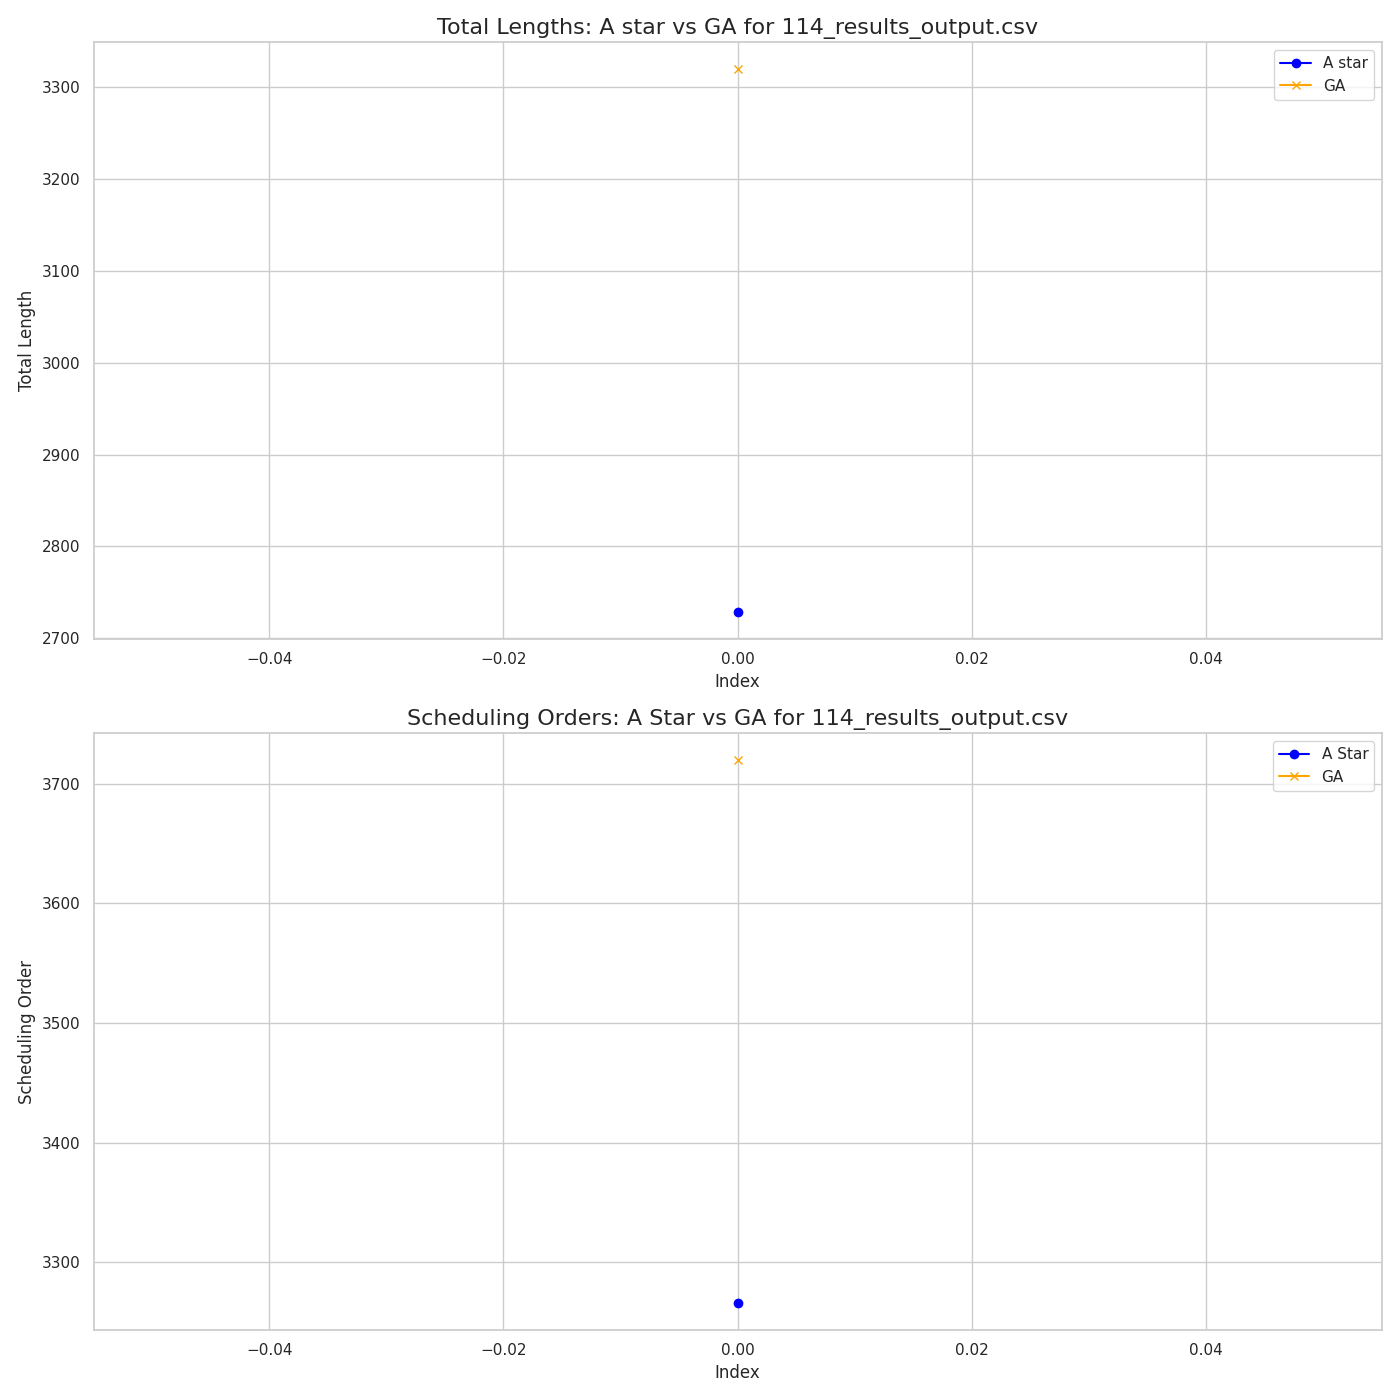 Total Lengths: A star vs GA for 114_results_output.csv
A star
GA
3300
3200
3100
3000
2900
2800
2700
Total Length
−0.04
−0.02
0.00
0.02
0.04
Index
Scheduling Orders: A Star vs GA for 114_results_output.csv
A Star
GA
3700
3600
3500
3400
3300
Scheduling Order
−0.04
−0.02
0.00
0.02
0.04
Index